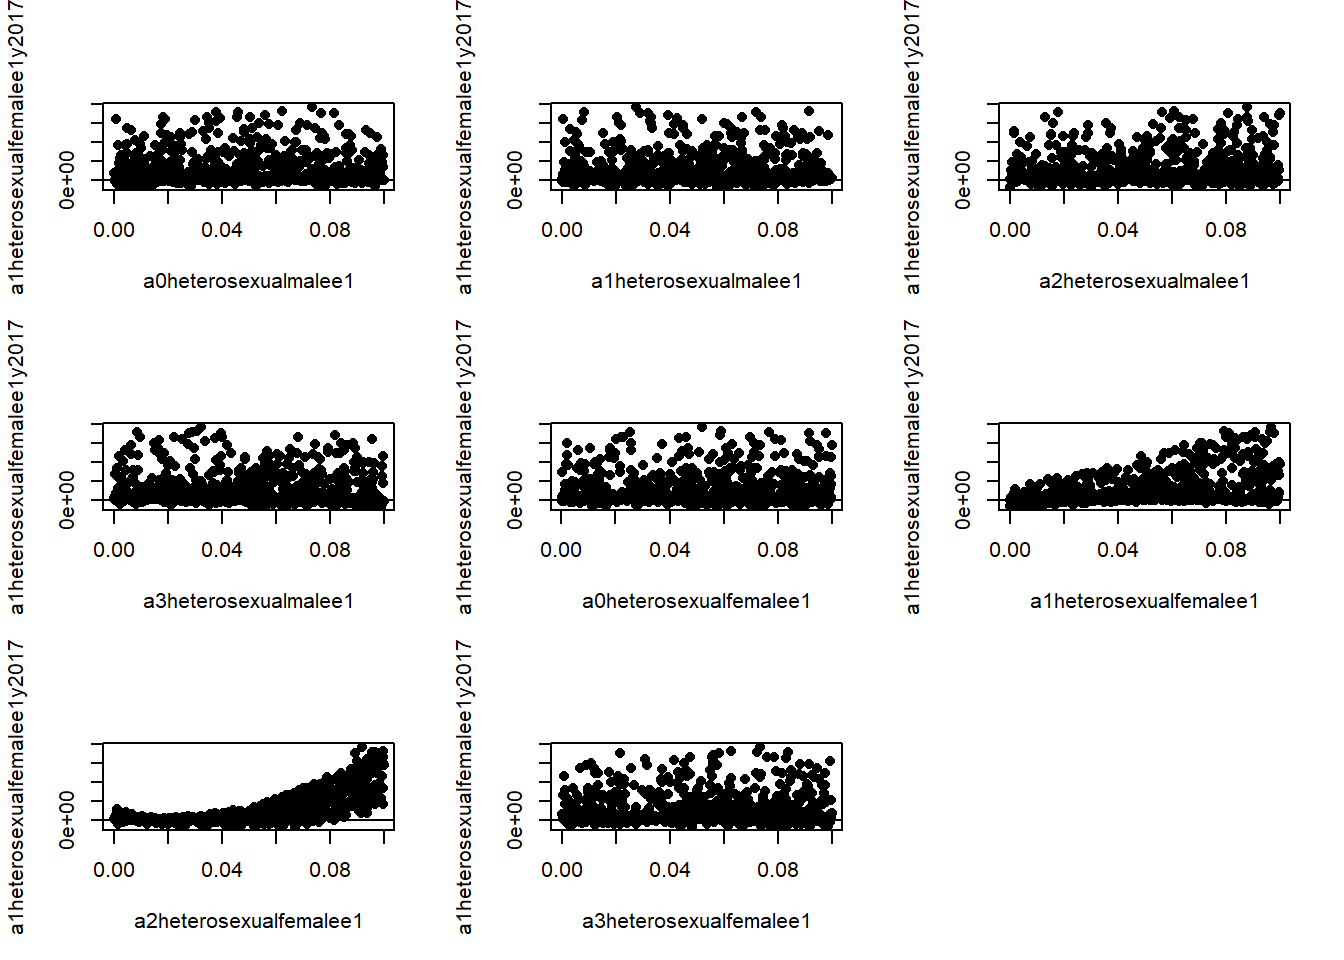 a1heterosexualfemalee1y2017
0e+00
0.00 0.04 0.08
a0heterosexualmalee1
a1heterosexualfemalee1y2017
0e+00
0.00 0.04 0.08
a1heterosexualmalee1
a1heterosexualfemalee1y2017
0e+00
0.00 0.04 0.08
a2heterosexualmalee1
a1heterosexualfemalee1y2017
0e+00
0.00 0.04 0.08
a3heterosexualmalee1
a1heterosexualfemalee1y2017
0e+00
0.00 0.04 0.08
a0heterosexualfemalee1
a1heterosexualfemalee1y2017
0e+00
0.00 0.04 0.08
a1heterosexualfemalee1
a1heterosexualfemalee1y2017
0e+00
0.00 0.04 0.08
a2heterosexualfemalee1
a1heterosexualfemalee1y2017
0e+00
0.00 0.04 0.08
a3heterosexualfemalee1